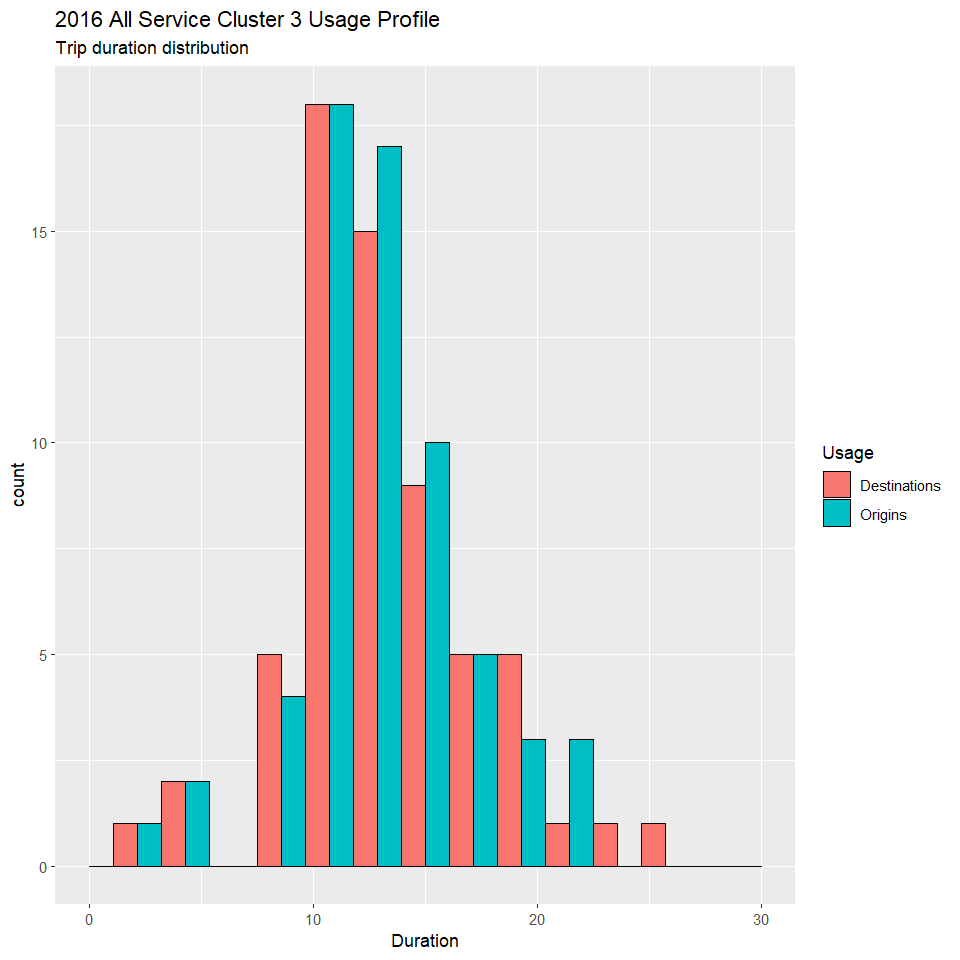 2016 All Service Cluster 3 Usage Profile
Trip duration distribution
15
10
5
0
count
0 10 20 30
Duration
Usage
Destinations
Origins